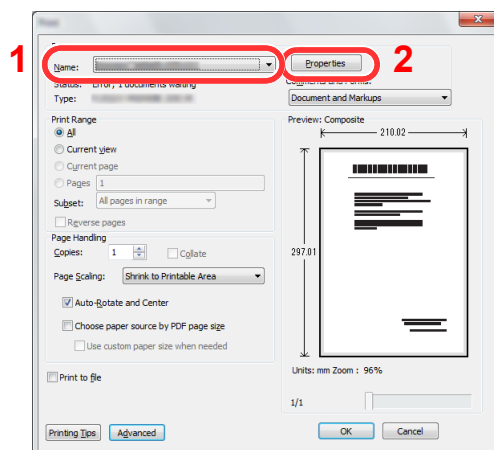 1
2
Name:
Properties
Status: Error; 1 documents waiting
Comments and Forms:
Type:
Document and Markups
Print Range
All
Current view
Current page
Pages 1
Subset: All pages in range
Reverse pages
Page Handling
Copies: 1 Collate
Page Scaling: Shrink to Printable Area
Auto-Rotate and Center
Choose paper source by PDF page size
Use custom paper size when needed
Print to file
Preview: Composite
210.02
297.01
Units: mm Zoom : 96%
1/1
Printing Tips
Advanced
OK
Cancel